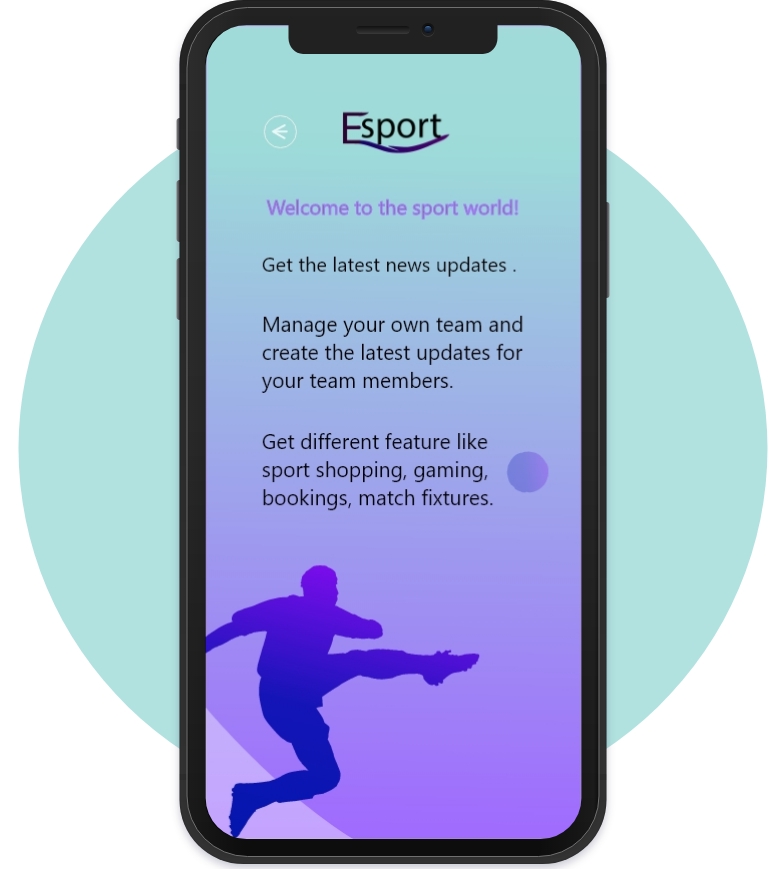 Esport
Welcome to the sport world!
Get the latest news updates .
Manage your own team and
create the latest updates for
your team members.
Get different feature like
sport shopping, gaming,
bookings, match fixtures.